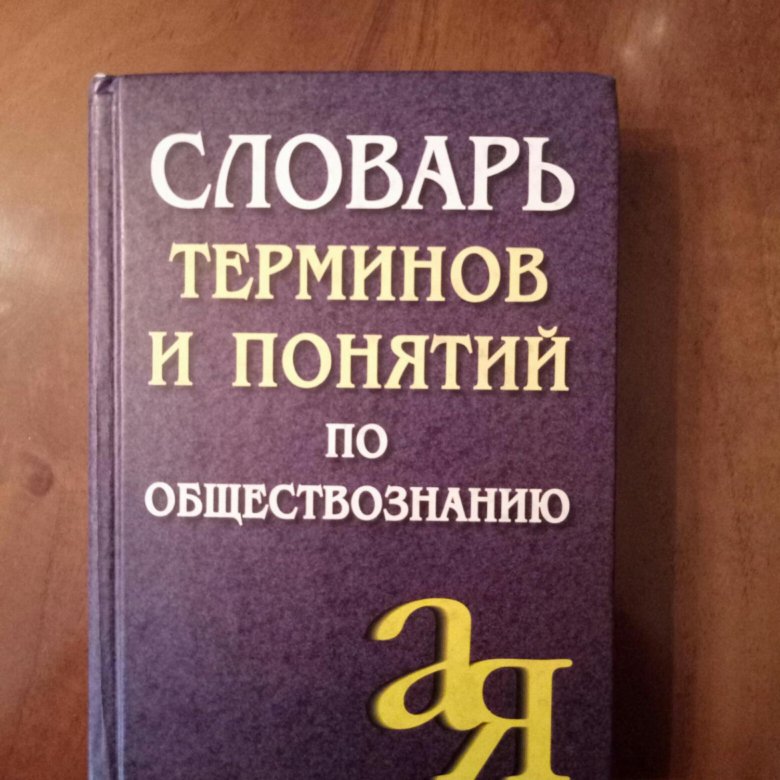 СЛОВАРЬ
ТЕРМИНОВ
И ПОНЯТИЙ
ПО
ОБЩЕСТВОЗНАНИЮ
а
Я